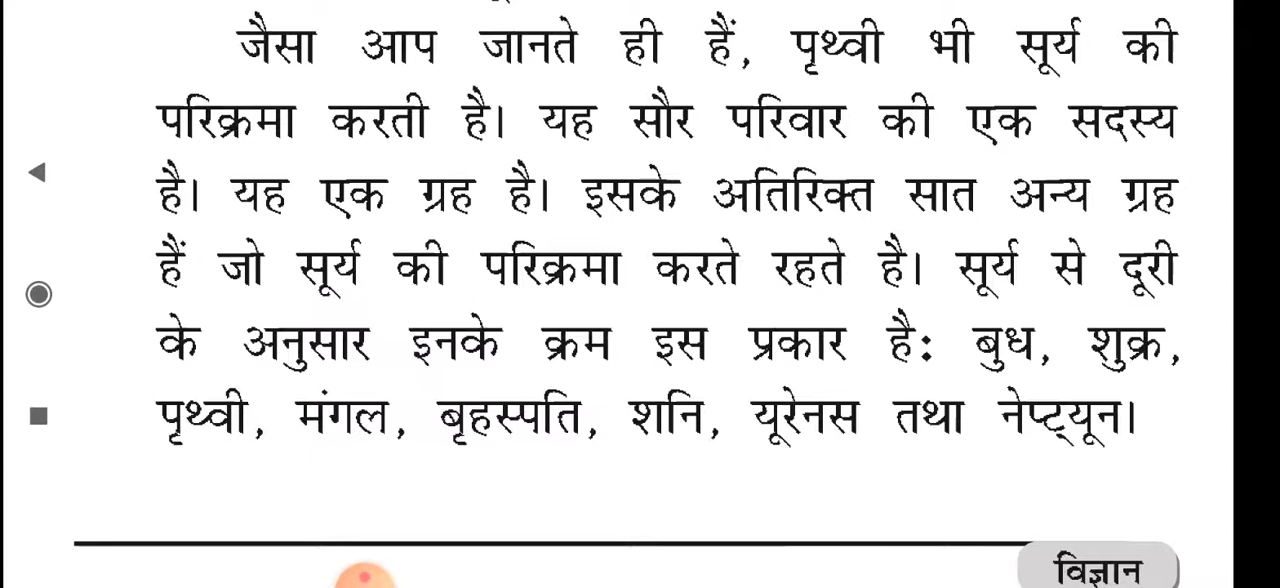 जैसा आप जानते ही हैं, पृथ्वी भी सूर्य की
परिक्रमा करती है। यह सौर परिवार की एक सदस्य
है। यह एक ग्रह है। इसके अतिरिक्त सात अन्य ग्रह
हैं जो सूर्य की परिक्रमा करते रहते है। सूर्य से दूरी
के अनुसार इनके क्रम इस प्रकार है: बुध, शुक्र,
पृथ्वी, मंगल, बृहस्पति, शनि, यूरेनस तथा नेप्ट्यून।
विज्ञान